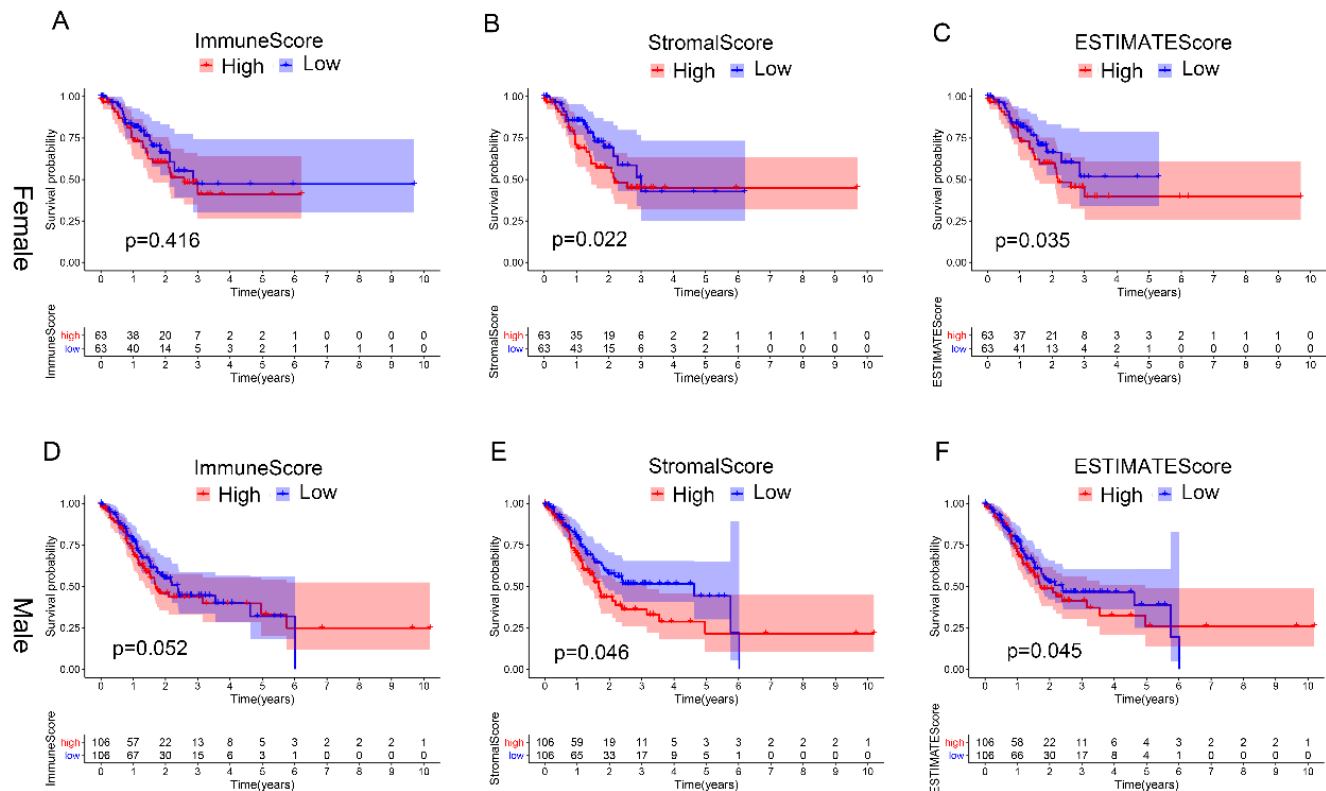 A
ImmuneScore
High Low
Survival probability
1.00
0.75
0.50
0.25
0.00
p=0.416
0 1 2 3 4 5 6 7 8 9 10
Time(years)
ImmuneScore
high 63 38 20 7 2 2 1 0 0 0 0
low 63 40 14 5 3 2 1 1 1 1 0
0 1 2 3 4 5 6 7 8 9 10
Time(years)
B
StromalScore
High Low
Survival probability
1.00
0.75
0.50
0.25
0.00
p=0.022
0 1 2 3 4 5 6 7 8 9 10
Time(years)
StromalScore
high 63 35 19 6 2 2 1 1 1 1 0
low 63 43 15 6 3 2 1 0 0 0 0
0 1 2 3 4 5 6 7 8 9 10
Time(years)
C
ESTIMATEScore
High Low
Survival probability
1.00
0.75
0.50
0.25
0.00
p=0.035
0 1 2 3 4 5 6 7 8 9 10
Time(years)
ESTIMATEScore
high 63 37 21 8 3 3 2 1 1 1 0
low 63 41 13 4 2 1 0 0 0 0 0
0 1 2 3 4 5 6 7 8 9 10
Time(years)
Female
D
ImmuneScore
High Low
Survival probability
1.00
0.75
0.50
0.25
0.00
p=0.052
0 1 2 3 4 5 6 7 8 9 10
Time(years)
ImmuneScore
high 106 57 22 13 8 5 3 2 2 2 1
low 106 67 30 15 6 3 1 0 0 0 0
0 1 2 3 4 5 6 7 8 9 10
Time(years)
E
StromalScore
High Low
Survival probability
1.00
0.75
0.50
0.25
0.00
p=0.046
0 1 2 3 4 5 6 7 8 9 10
Time(years)
StromalScore
high 106 59 19 11 5 3 3 2 2 2 1
low 106 65 33 17 9 5 1 0 0 0 0
0 1 2 3 4 5 6 7 8 9 10
Time(years)
F
ESTIMATEScore
High Low
Survival probability
1.00
0.75
0.50
0.25
0.00
p=0.045
0 1 2 3 4 5 6 7 8 9 10
Time(years)
ESTIMATEScore
high 106 58 22 11 6 4 3 2 2 2 1
low 106 66 30 17 8 4 1 0 0 0 0
0 1 2 3 4 5 6 7 8 9 10
Time(years)
Male